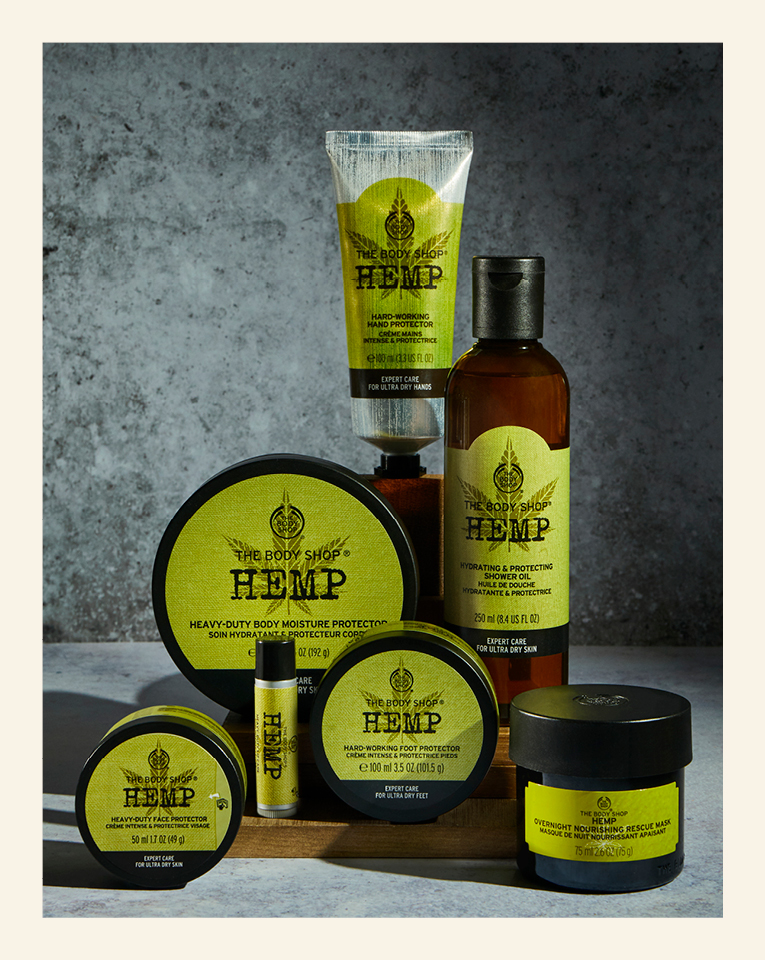 THE BODY SHOP®
HEMP
HARD-WORKING
HAND PROTECTOR
CRÈME MAINS
INTENSE & PROTECTRICE
e 100 ml (3.3 US FL OZ)
EXPERT CARE
FOR ULTRA DRY HANDS
THE
BODY
SHOP
THE BODY SHOP®
HEMP
HYDRATING & PROTECTING
SHOWER OIL
HUILE DE DOUCHE
HYDRATANTE & PROTECTRICE
250 ml (8.4 US FL OZ)
EXPERT CARE
FOR ULTRA DRY SKIN
THE
BODY
SHOP
THE BODY SHOP®
HEMP
HEAVY-DUTY BODY MOISTURE PROTECTOR
SOIN HYDRATANT & PROTECTEUR
OZ (192 g)
CARE
HEMP
THE BODY SHOP®
HEMP
HARD-WORKING FOOT PROTECTOR
CRÈME INTENSE & PROTECTRICE PIEDS
e 100 ml 3.5 OZ (101.5 g)
EXPERT CARE
FOR ULTRA DRY FEET
THE BODY SHOP®
HEMP
HEAVY-DUTY FACE PROTECTOR
CRÈME INTENSE & PROTECTRICE VISAGE
50 ml 1.7 OZ (49 g)
EXPERT CARE
FOR ULTRA DRY SKIN
THE BODY SHOP
HEMP
OVERNIGHT NOURISHING RESCUE MASK
MASQUE DE NUIT NOURRISSANT APAISANT
75 ml 2.6 OZ (75 g)